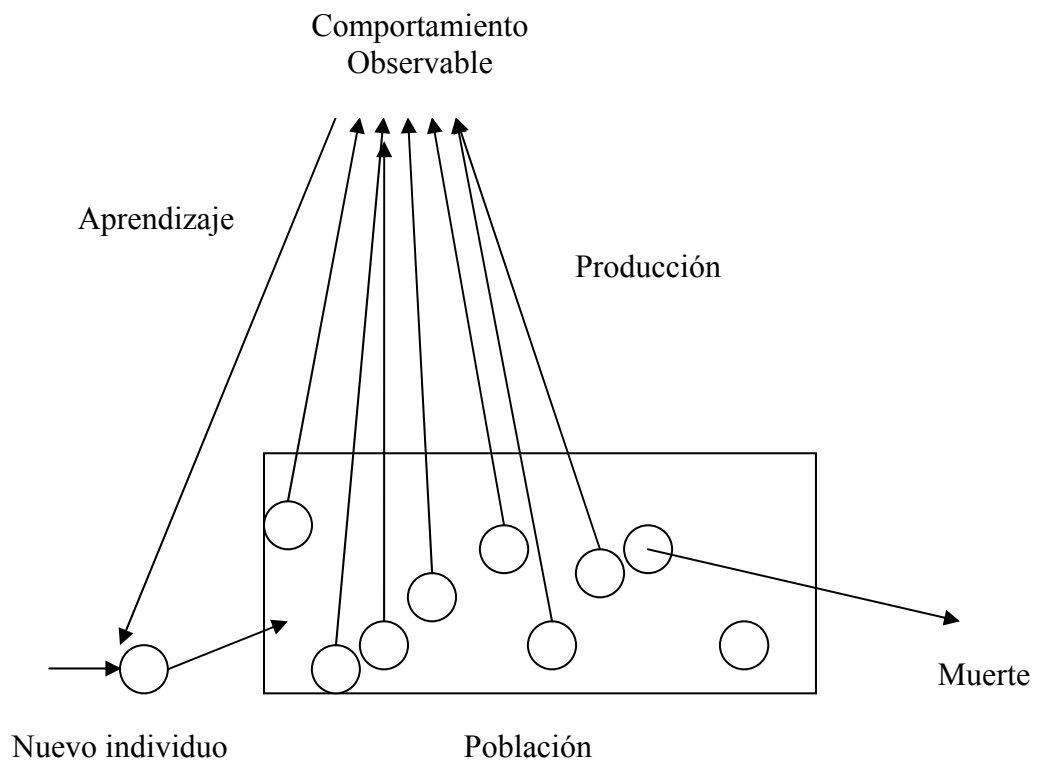 Comportamiento
Observable
Aprendizaje
Producción
Muerte
Nuevo individuo
Población